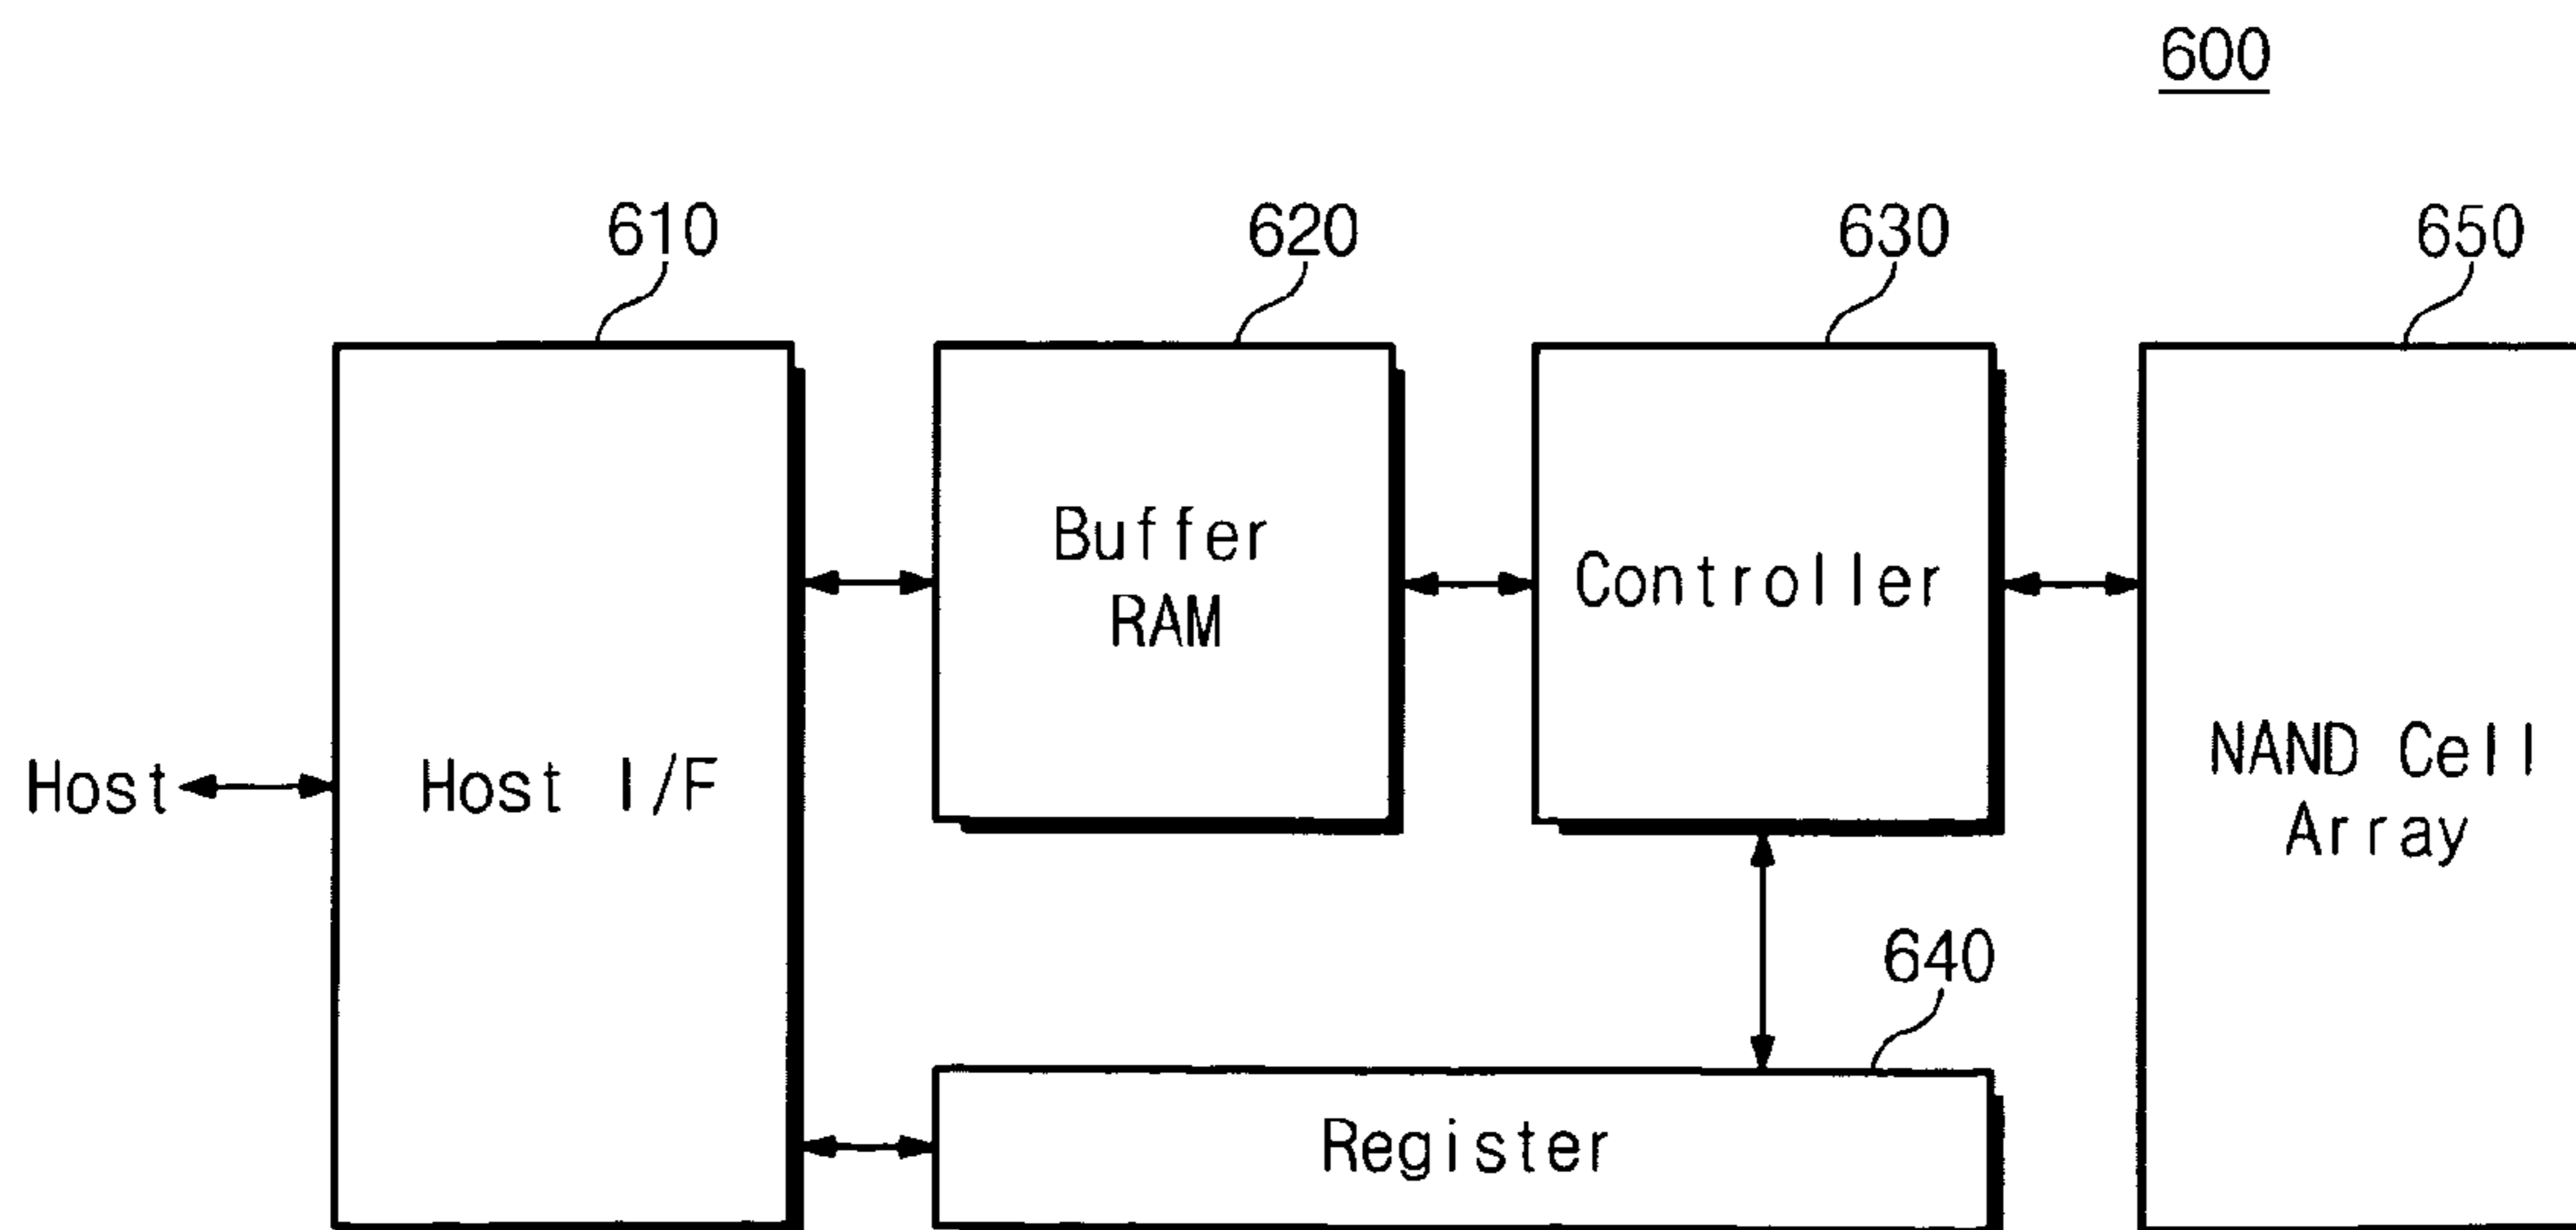 600
610
620
630
650
Buffer
RAM
Controller
Host
Host I/F
NAND Cell
Array
640
Register